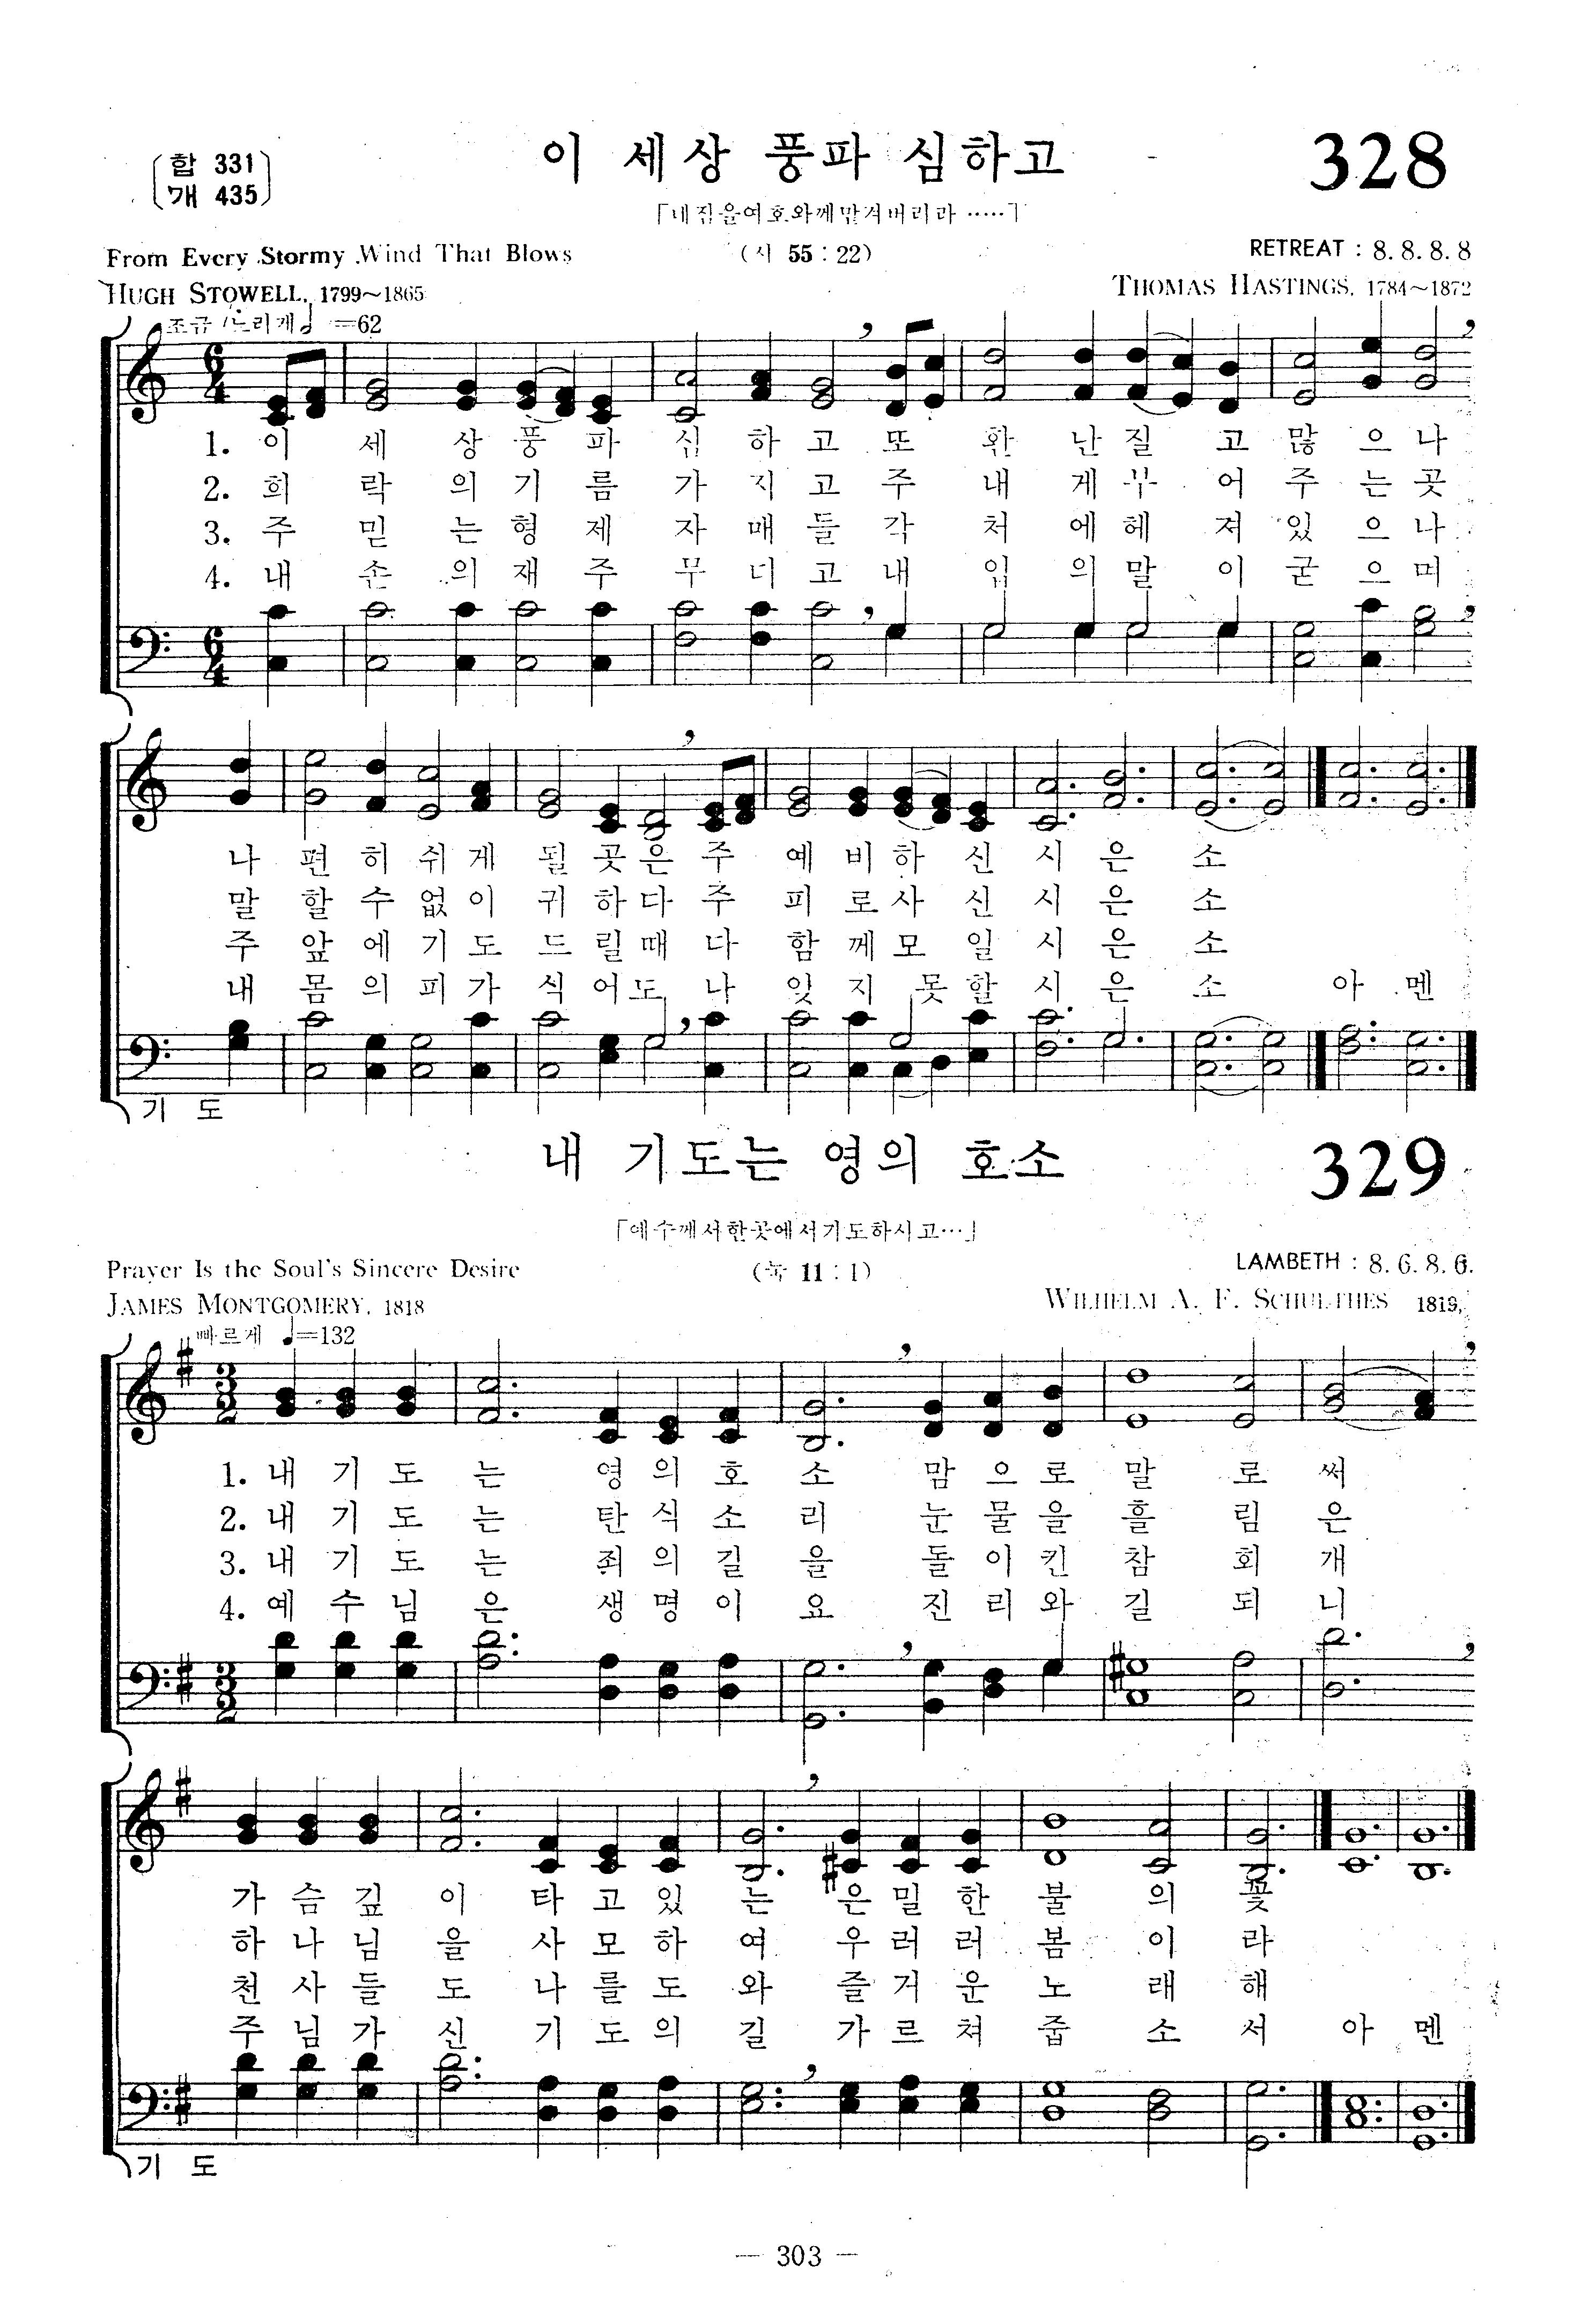 합 331
개 435
이 세상 풍파 심하고
328
「네짐을여호와께맡겨버리라 ……」
From Every Stormy Wind That Blows
(시 55 : 22)
RETREAT : 8. 8. 8. 8
HUGH STOWELL, 1799~1865
THOMAS HASTINGS, 1784~1872
조금 느리게 =62
1. 이 세 상 풍 파 심 하 고 또 환 난 질 고 많 으 나
2. 희 락 의 기 름 가 지 고 주 내 게 부 어 주 는 곳
3. 주 믿 는 형 제 자 매 들 각 처 에 헤 져 있 으 나
4. 내 손 의 재 주 무 디 고 내 입 의 말 이 굳 으 며
나 편 히 쉬 게 될 곳 은 주 예 비 하 신 시 은 소
말 할 수 없 이 귀 하 다 주 피 로 사 신 시 은 소
주 앞 에 기 도 드 릴 때 다 함 께 모 일 시 은 소
내 몸 의 피 가 식 어 도 나 잊 지 못 할 시 은 소 아 멘
기 도
내 기도는 영의 호소
329
「예수께서한곳에서기도하시고…」
Prayer Is the Soul's Sincere Desire
(눅 11 : 1)
LAMBETH : 8. 6. 8. 6.
JAMES MONTGOMERY, 1818
WILHELM A. F. SCHULTHES 1819,
빠르게 =132
1. 내 기 도 는 영 의 호 소 맘 으 로 말 로 써
2. 내 기 도 는 탄 식 소 리 눈 물 을 흘 림 은
3. 내 기 도 는 죄 의 길 을 돌 이 킨 참 회 개
4. 예 수 님 은 생 명 이 요 진 리 와 길 되 니
가 슴 깊 이 타 고 있 는 은 밀 한 불 의 꽃
하 나 님 을 사 모 하 여 우 러 러 봄 이 라
천 사 들 도 나 를 도 와 즐 거 운 노 래 해
주 님 가 신 기 도 의 길 가 르 쳐 줍 소 서 아 멘
기 도
— 303 —